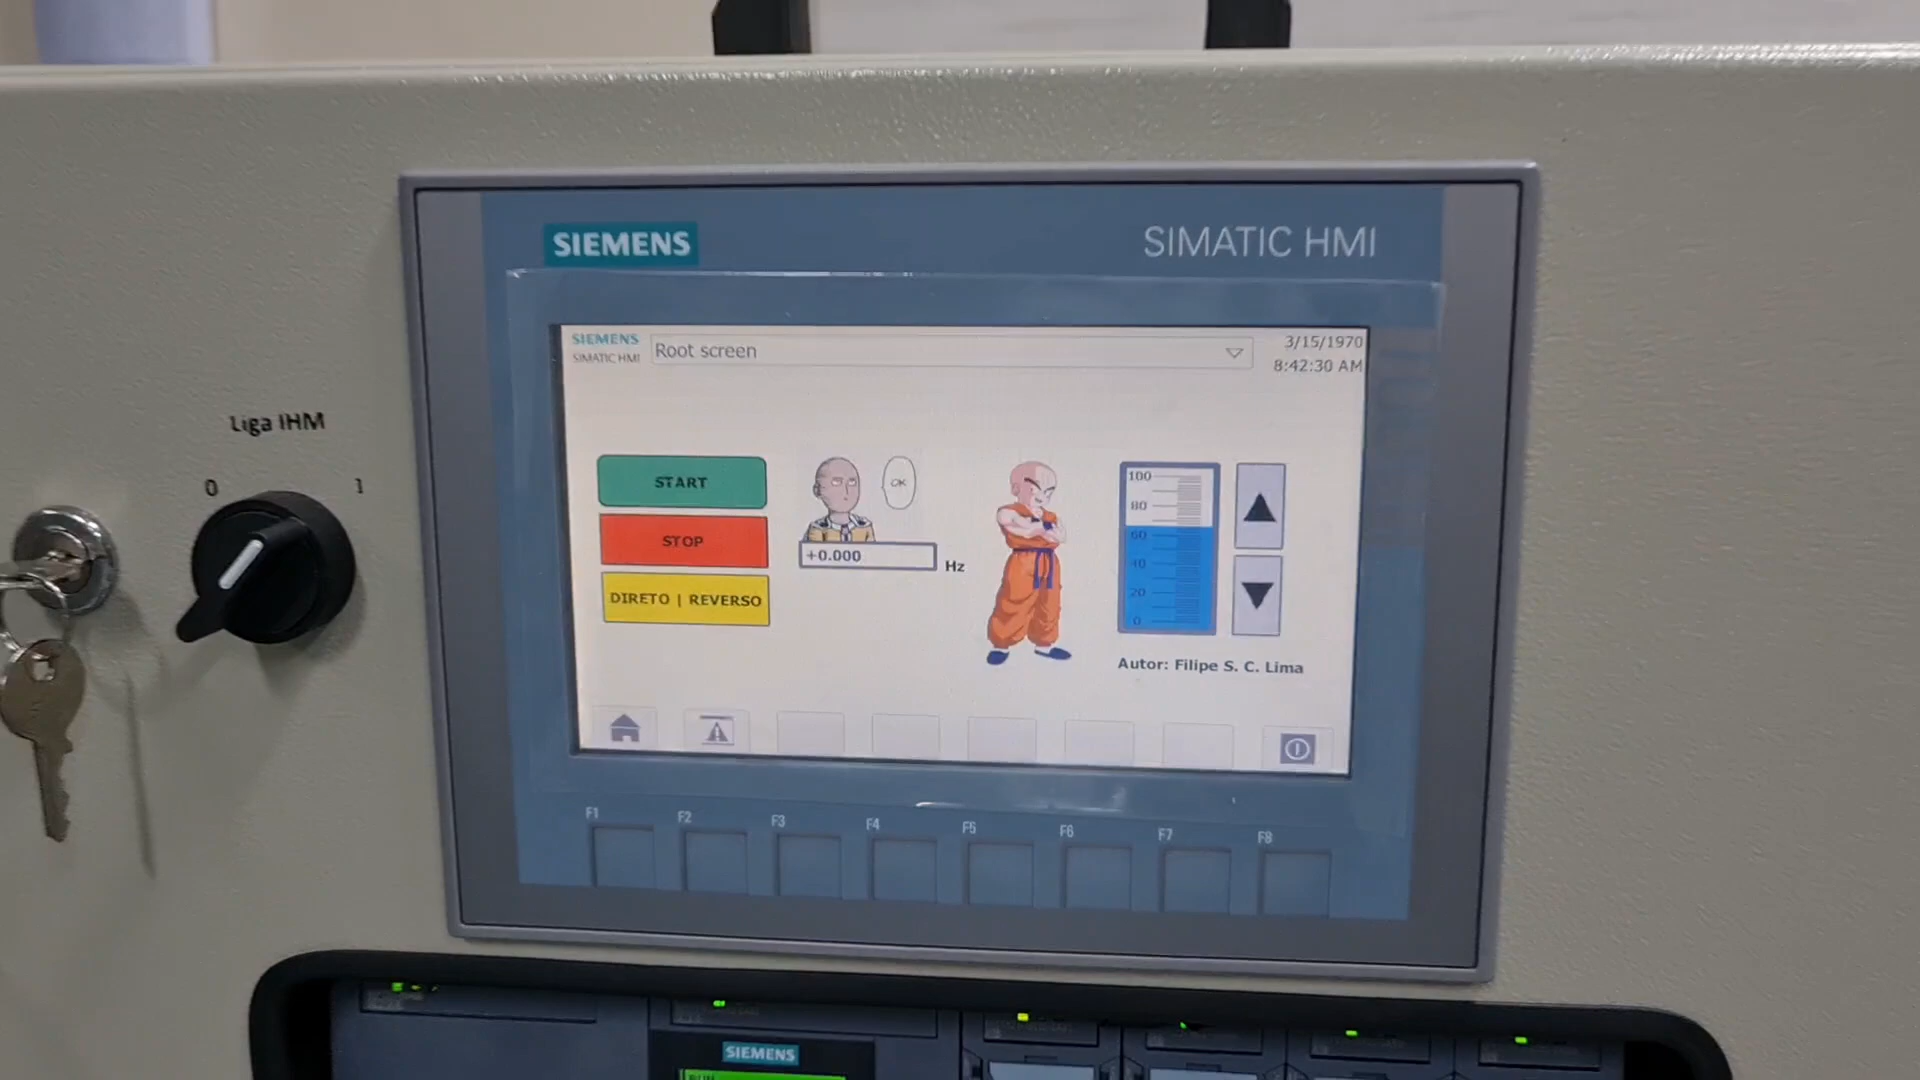 SIEMENS
SIMATIC HMI
SIEMENS
SIMATIC HMI
Root screen
3/15/1970
8:42:30 AM
Liga IHM
0
1
START
STOP
DIRETO | REVERSO
OK
+0.000
Hz
100
80
60
40
20
0
Autor: Filipe S. C. Lima
F1
F2
F3
F4
F5
F6
F7
F8
SIEMENS